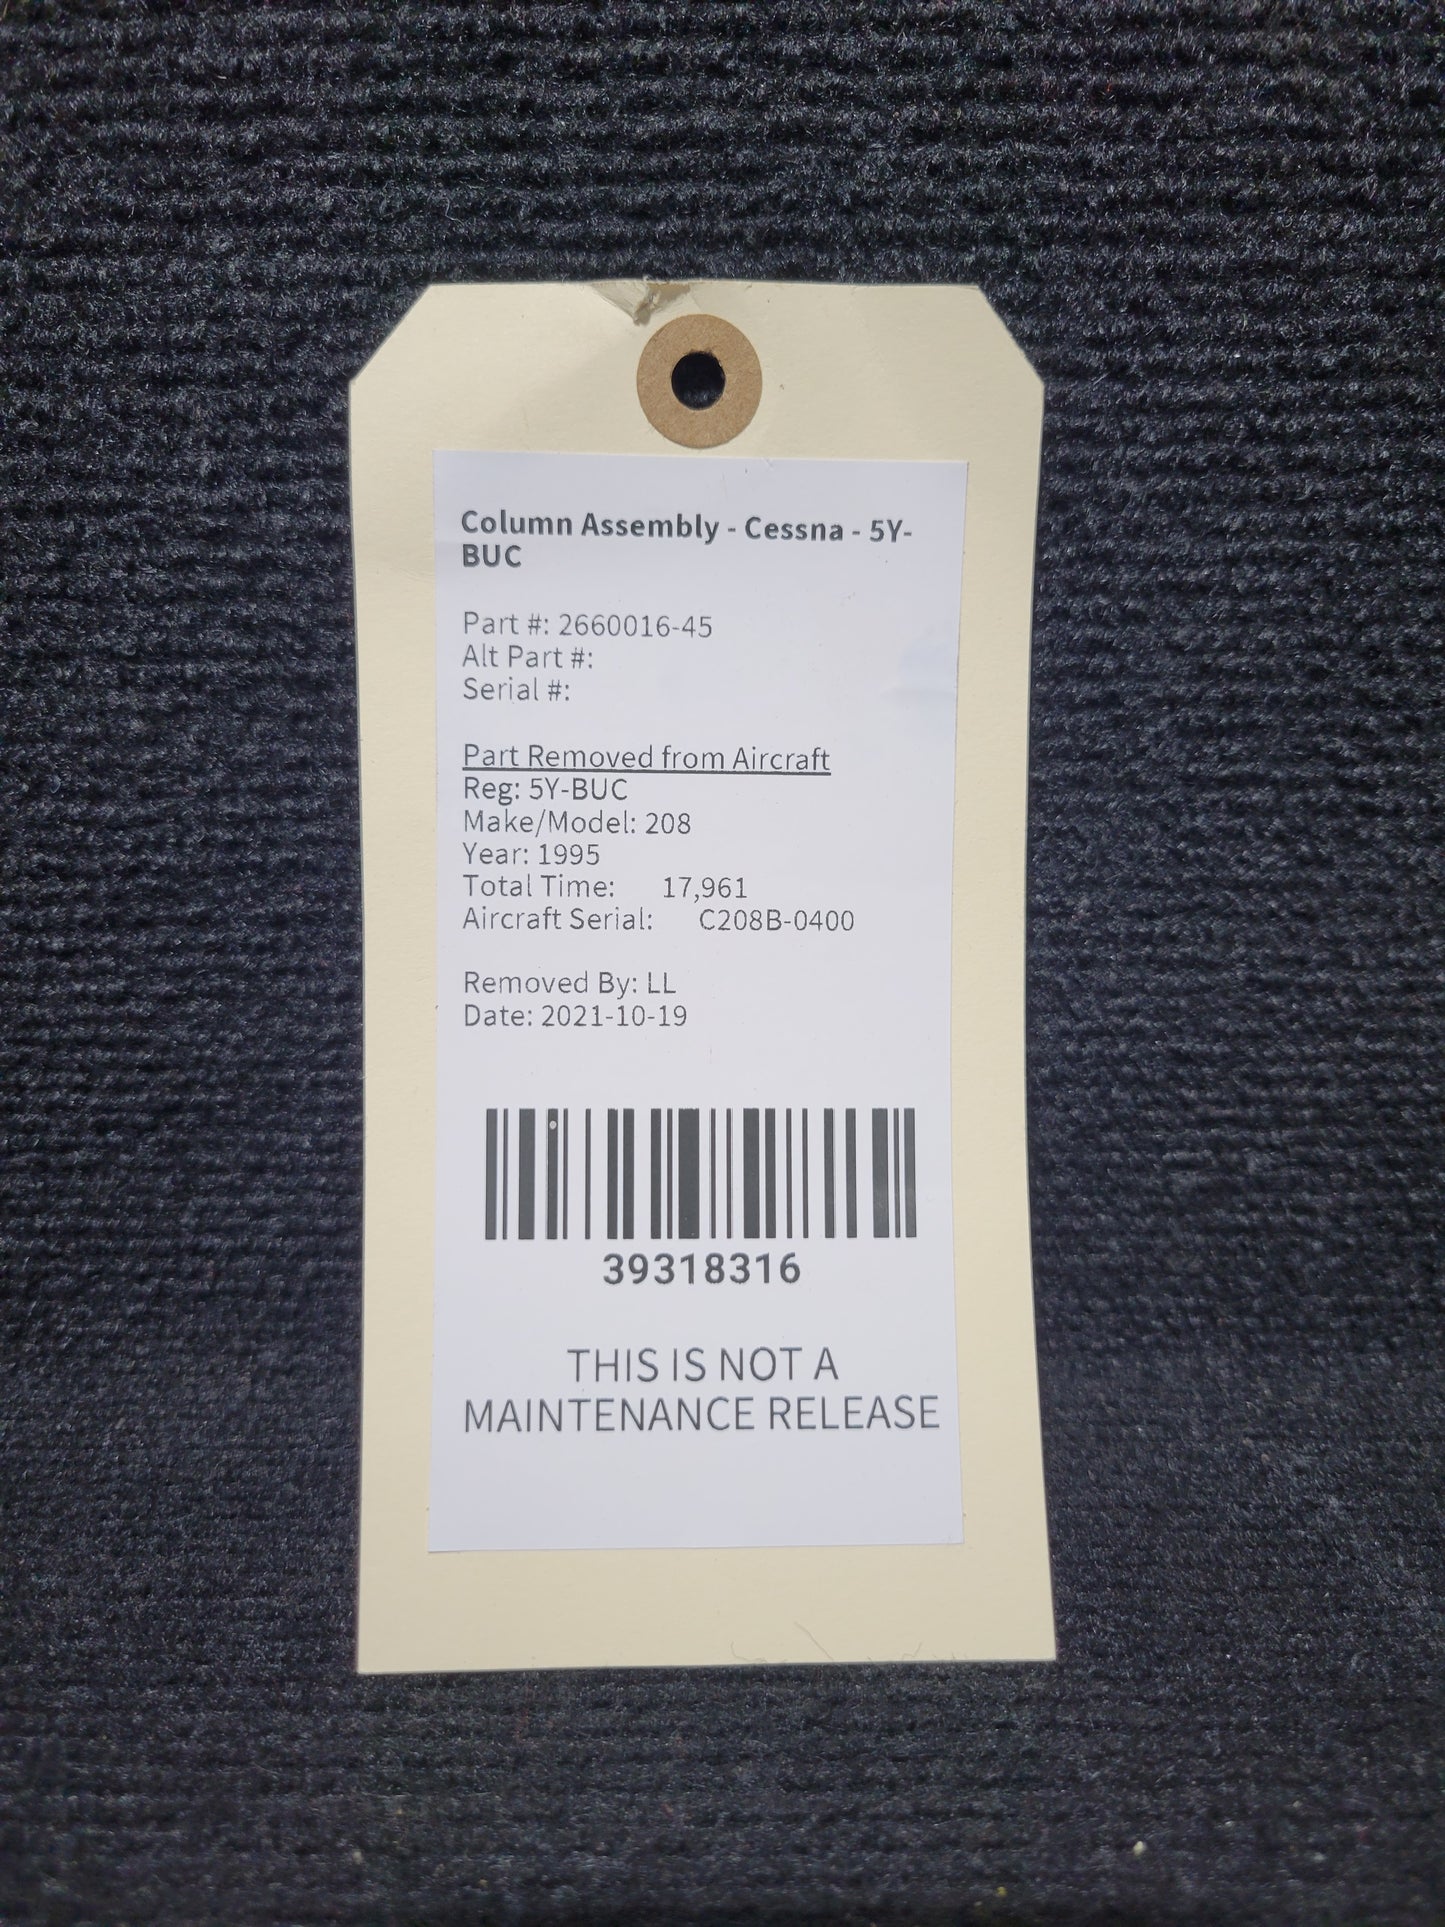 Column Assembly - Cessna - 5Y-
BUC
Part #: 2660016-45
Alt Part #:
Serial #:
Part Removed from Aircraft
Reg: 5Y-BUC
Make/Model: 208
Year: 1995
Total Time: 17,961
Aircraft Serial: C208B-0400
Removed By: LL
Date: 2021-10-19
39318316
THIS IS NOT A
MAINTENANCE RELEASE